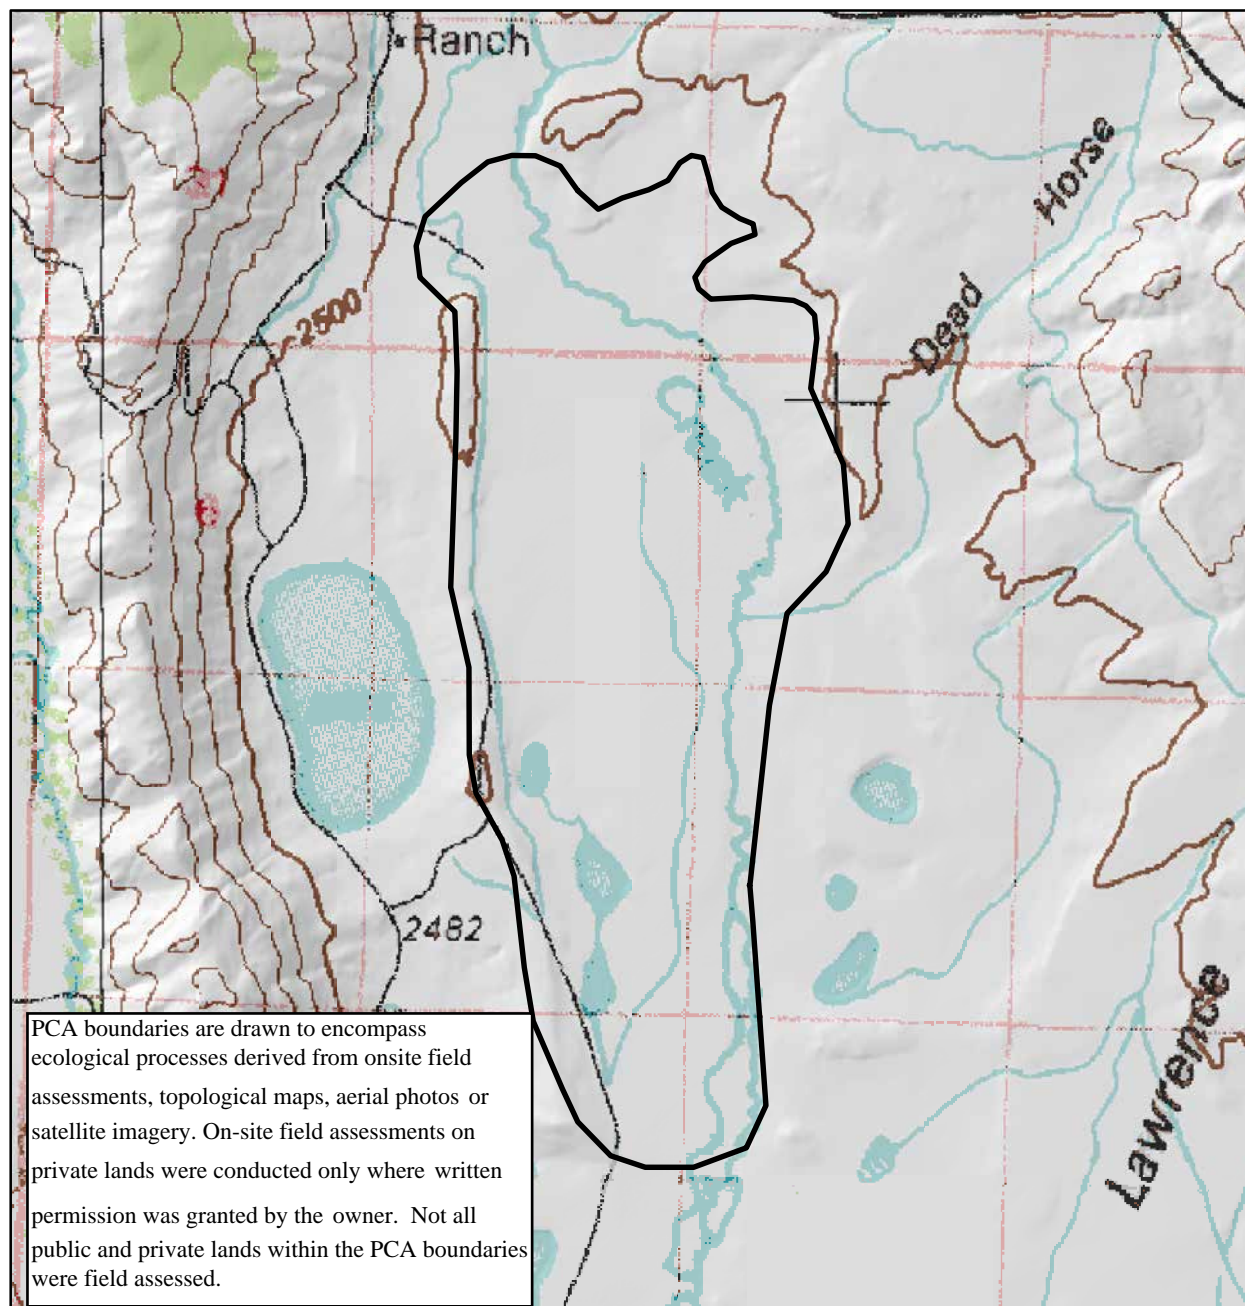 Ranch
Horse
Dead
2500
2482
Lawrence
PCA boundaries are drawn to encompass
ecological processes derived from onsite field
assessments, topological maps, aerial photos or
satellite imagery. On-site field assessments on
private lands were conducted only where written
permission was granted by the owner. Not all
public and private lands within the PCA boundaries
were field assessed.